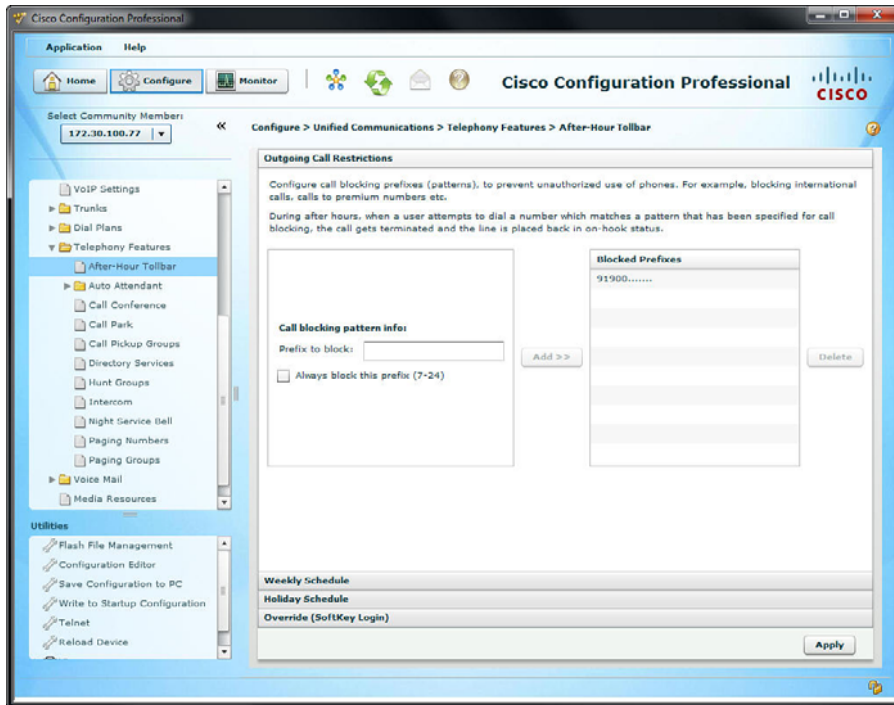 Cisco Configuration Professional
Application Help
Home Configure Monitor
Cisco Configuration Professional
CISCO
Select Community Member:
172.30.100.77
«
Configure > Unified Communications > Telephony Features > After-Hour Tollbar
VoIP Settings
Trunks
Dial Plans
Telephony Features
After-Hour Tollbar
Auto Attendant
Call Conference
Call Park
Call Pickup Groups
Directory Services
Hunt Groups
Intercom
Night Service Bell
Paging Numbers
Paging Groups
Voice Mail
Media Resources
Utilities
Flash File Management
Configuration Editor
Save Configuration to PC
Write to Startup Configuration
Telnet
Reload Device
Outgoing Call Restrictions
Configure call blocking prefixes (patterns), to prevent unauthorized use of phones. For example, blocking international
calls, calls to premium numbers etc.
During after hours, when a user attempts to dial a number which matches a pattern that has been specified for call
blocking, the call gets terminated and the line is placed back in on-hook status.
Call blocking pattern info:
Prefix to block:
Always block this prefix (7-24)
Add >>
Blocked Prefixes
91900.......
Delete
Weekly Schedule
Holiday Schedule
Override (SoftKey Login)
Apply